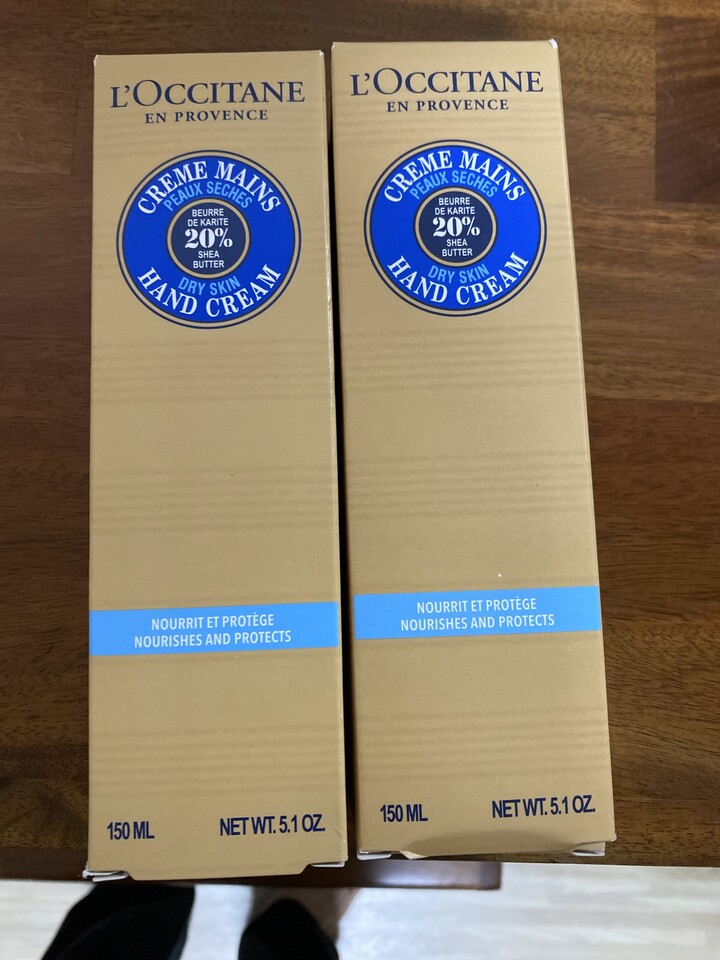 L'OCCITANE
EN PROVENCE
CREME MAINS
PEAUX SECHES
BEURRE
DE KARITE
20%
SHEA
BUTTER
DRY SKIN
HAND CREAM
NOURRIT ET PROTÈGE
NOURISHES AND PROTECTS
150 ML
NET WT. 5.1 OZ.
L'OCCITANE
EN PROVENCE
CREME MAINS
PEAUX SECHES
BEURRE
DE KARITE
20%
SHEA
BUTTER
DRY SKIN
HAND CREAM
NOURRIT ET PROTÈGE
NOURISHES AND PROTECTS
150 ML
NET WT. 5.1 OZ.